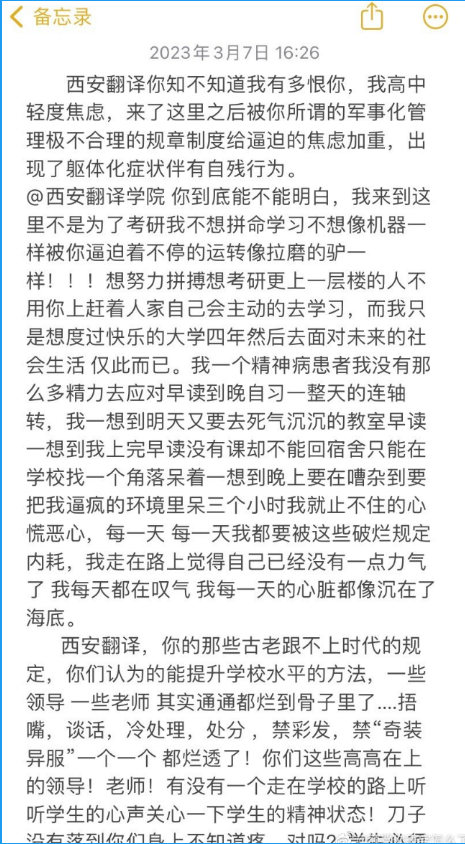 备忘录
2023年3月7日 16:26
西安翻译你知不知道我有多恨你，我高中
轻度焦虑，来了这里之后被你所谓的军事化管
理极不合理的规章制度给逼迫的焦虑加重，出
现了躯体化症状伴有自残行为。
@西安翻译学院 你到底能不能明白，我来到这
里不是为了考研我不想拼命学习不想像机器一
样被你逼迫着不停的运转像拉磨的驴一
样！！！想努力拼搏想考研更上一层楼的人不
用你上赶着人家自己会主动的去学习，而我只
是想度过快乐的大学四年然后去面对未来的社
会生活 仅此而已。我一个精神病患者我没有那
么多精力去应对早读到晚自习一整天的连轴
转，我一想到明天又要去死气沉沉的教室早读
一想到我上完早读没有课却不能回宿舍只能在
学校找一个角落呆着一想到晚上要在嘈杂到要
把我逼疯的环境里呆三个小时我就止不住的心
慌恶心，每一天 每一天我都要被这些破烂规定
内耗，我走在路上觉得自己已经没有一点力气
了 我每天都在叹气 我每一天的心脏都像沉在了
海底。
西安翻译，你的那些古老跟不上时代的规
定，你们认为的能提升学校水平的方法，一些
领导 一些老师 其实通通都烂到骨子里了....捂
嘴，谈话，冷处理，处分 ，禁彩发，禁“奇装
异服”一个一个 都烂透了！你们这些高高在上
的领导！老师！有没有一个走在学校的路上听
听学生的心声关心一下学生的精神状态！刀子
没有落到你们身上不知道疼，对吗？